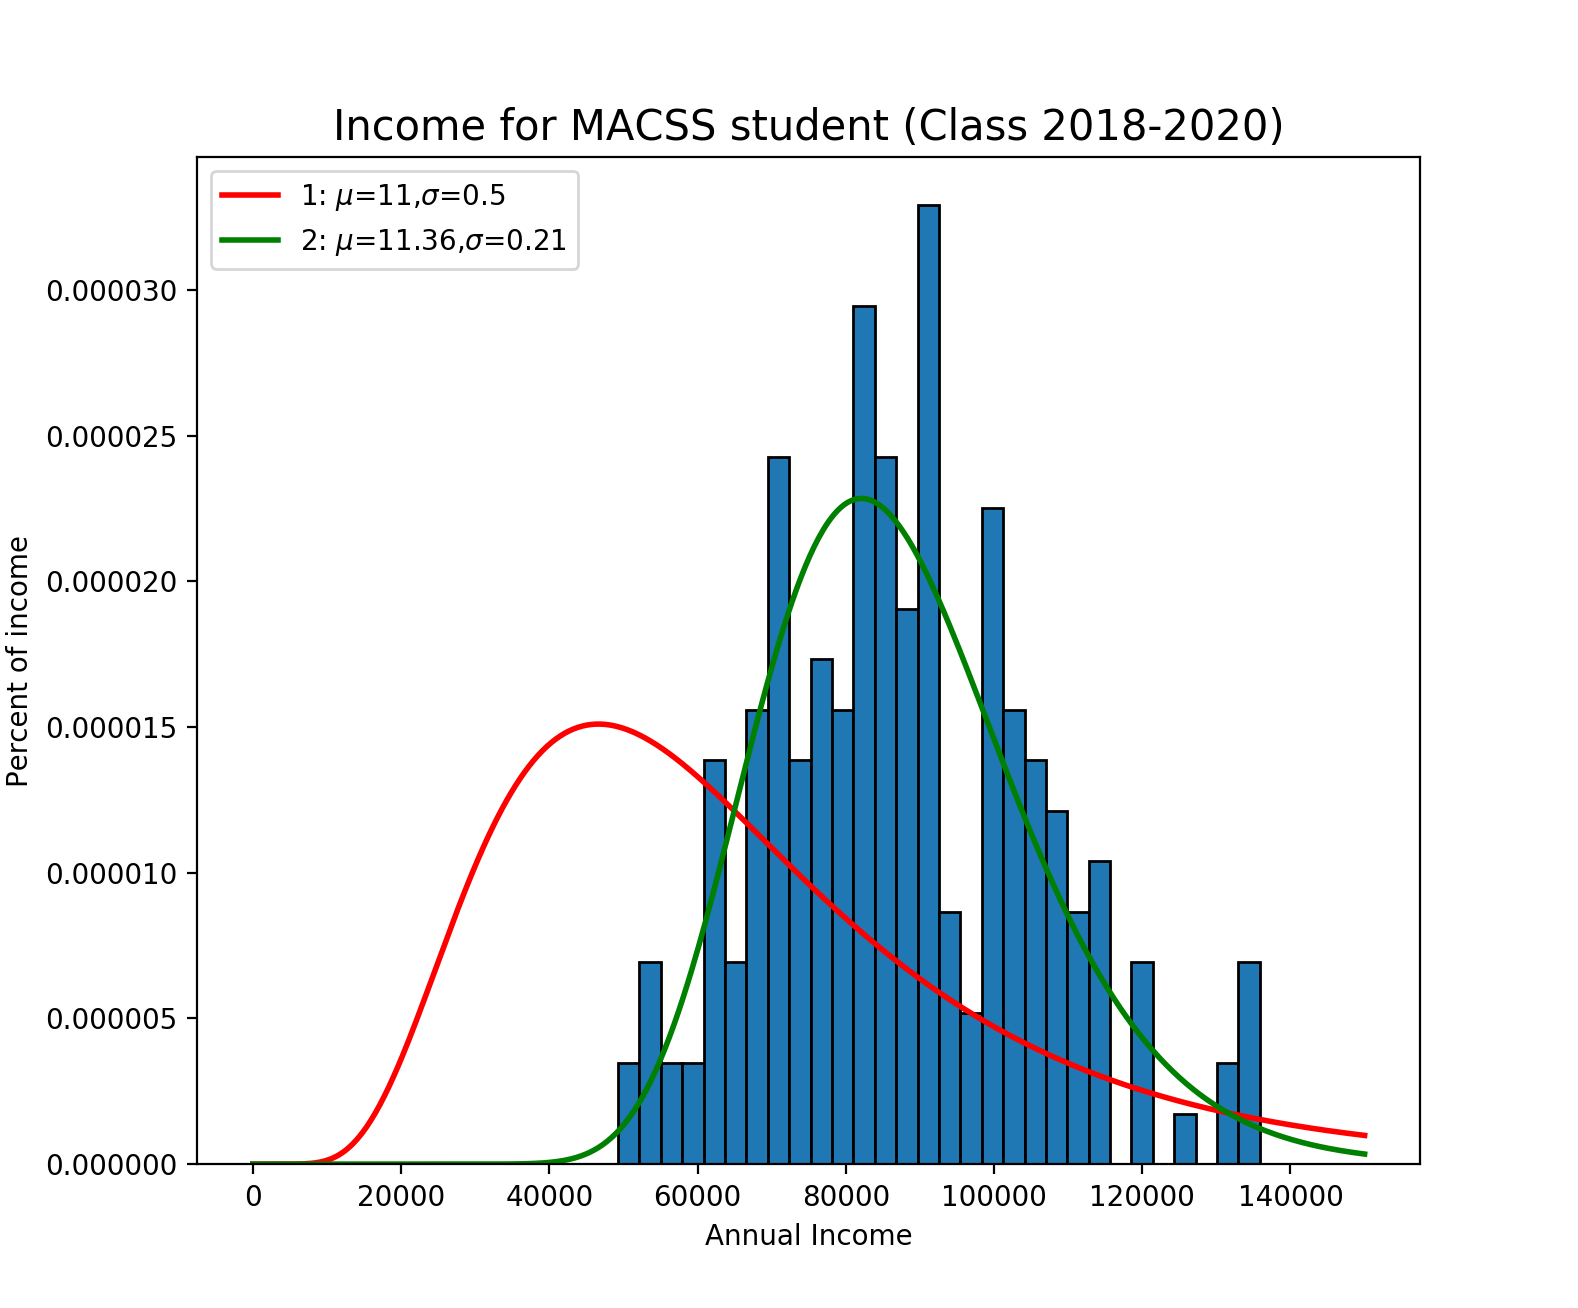 Income for MACSS student (Class 2018-2020)
1: μ=11,σ=0.5
2: μ=11.36,σ=0.21
Percent of income
0.000030
0.000025
0.000020
0.000015
0.000010
0.000005
0.000000
0 20000 40000 60000 80000 100000 120000 140000
Annual Income